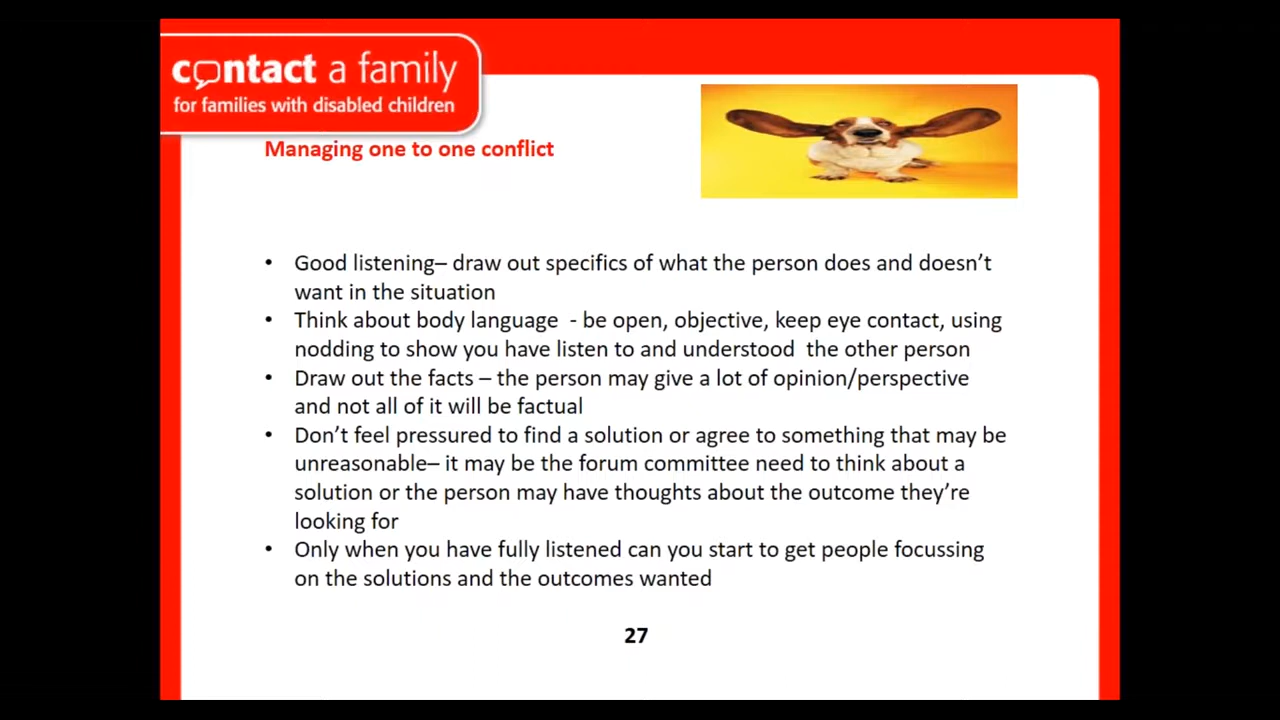 contact a family
for families with disabled children
Managing one to one conflict
• Good listening– draw out specifics of what the person does and doesn’t
want in the situation
• Think about body language  - be open, objective, keep eye contact, using
nodding to show you have listen to and understood  the other person
• Draw out the facts – the person may give a lot of opinion/perspective
and not all of it will be factual
• Don’t feel pressured to find a solution or agree to something that may be
unreasonable– it may be the forum committee need to think about a
solution or the person may have thoughts about the outcome they’re
looking for
• Only when you have fully listened can you start to get people focussing
on the solutions and the outcomes wanted
27